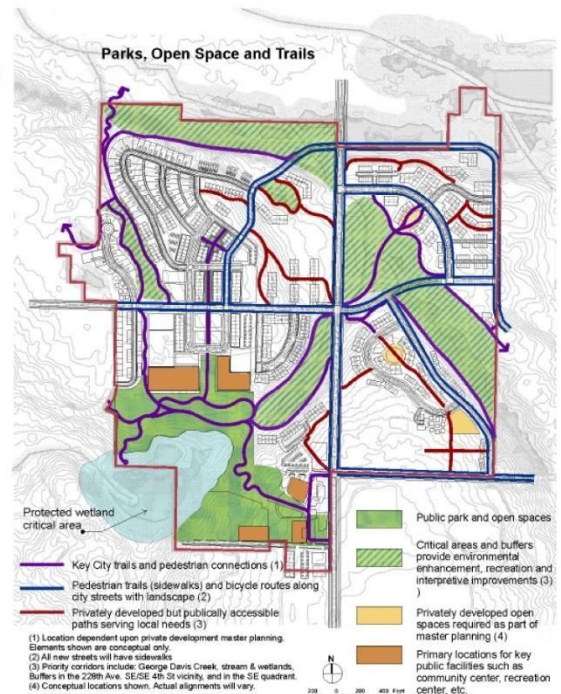 Parks, Open Space and Trails
Protected wetland
critical area
Key City trails and pedestrian connections (1)
Pedestrian trails (sidewalks) and bicycle routes along
city streets with landscape (2)
Privately developed but publically accessible
paths serving local needs (3)
(1) Location dependent upon private development master planning.
Elements shown are conceptual only.
(2) All new streets will have sidewalks
(3) Priority corridors include: George Davis Creek, stream & wetlands,
Buffers in the 228th Ave. SE/SE 4th St vicinity, and in the SE quadrant.
(4) Conceptual locations shown. Actual alignments will vary.
Public park and open spaces
Critical areas and buffers
provide environmental
enhancement, recreation and
interpretive improvements (3)
)
Privately developed open
spaces required as part of
master planning (4)
Primary locations for key
public facilities such as
community center, recreation
center, etc.
N
200 0 200 400 Feet